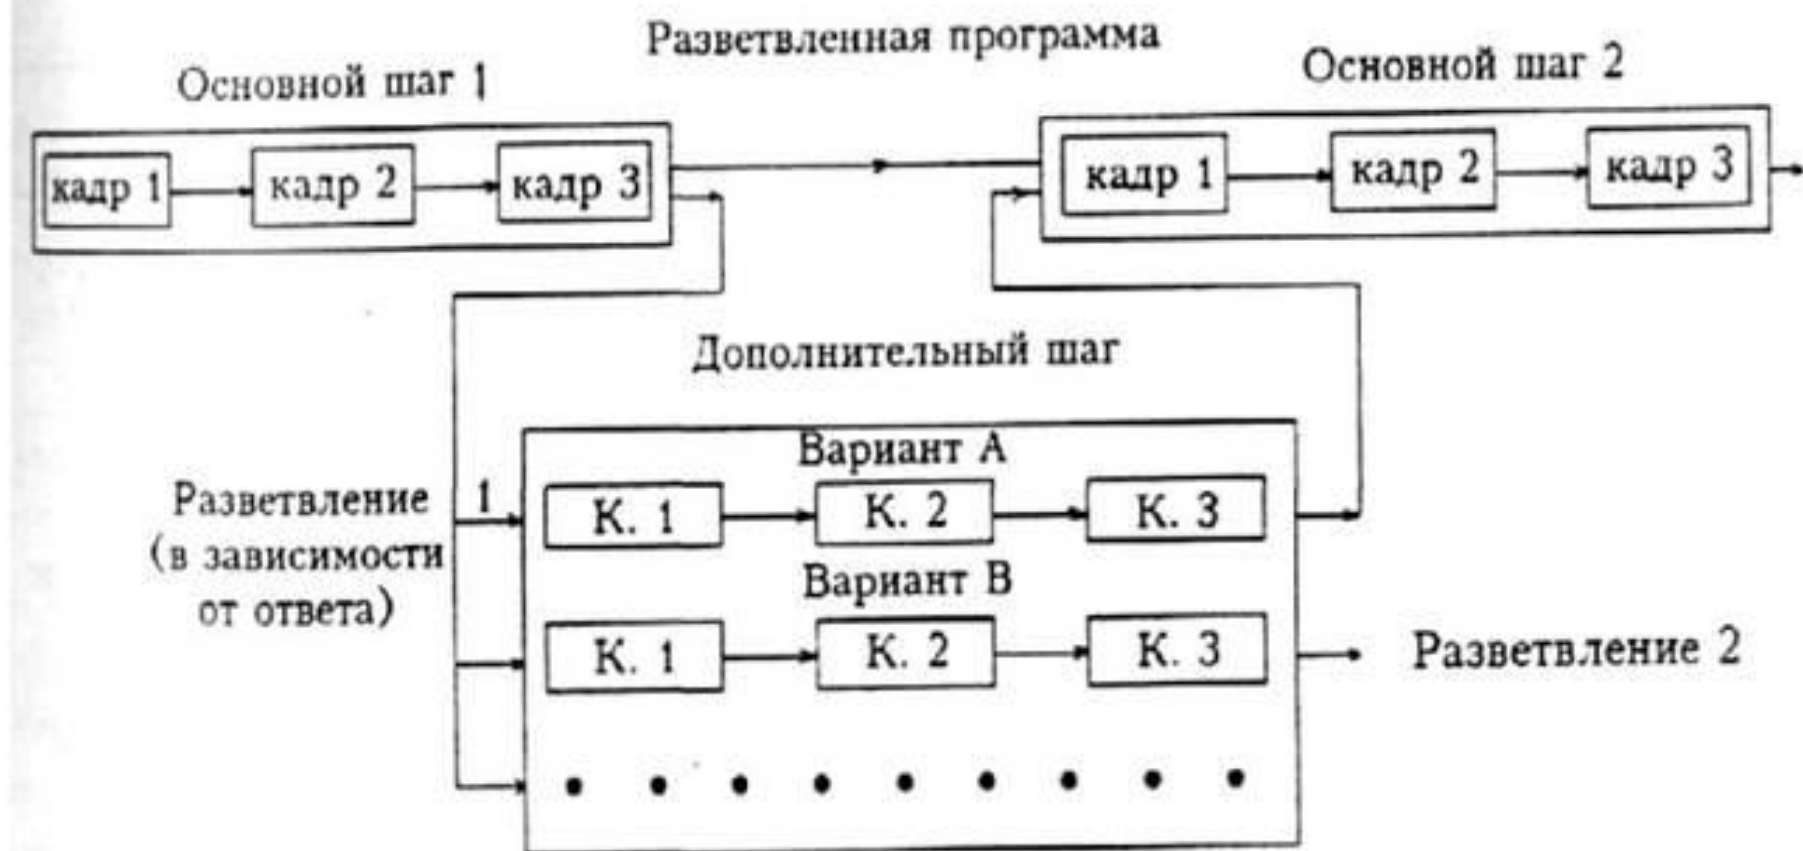 Разветвленная программа
Основной шаг 1
Основной шаг 2
кадр 1
кадр 2
кадр 3
кадр 1
кадр 2
кадр 3
Дополнительный шаг
Разветвление
(в зависимости
от ответа)
1
Вариант А
К. 1
К. 2
К. 3
Вариант В
К. 1
К. 2
К. 3
Разветвление 2